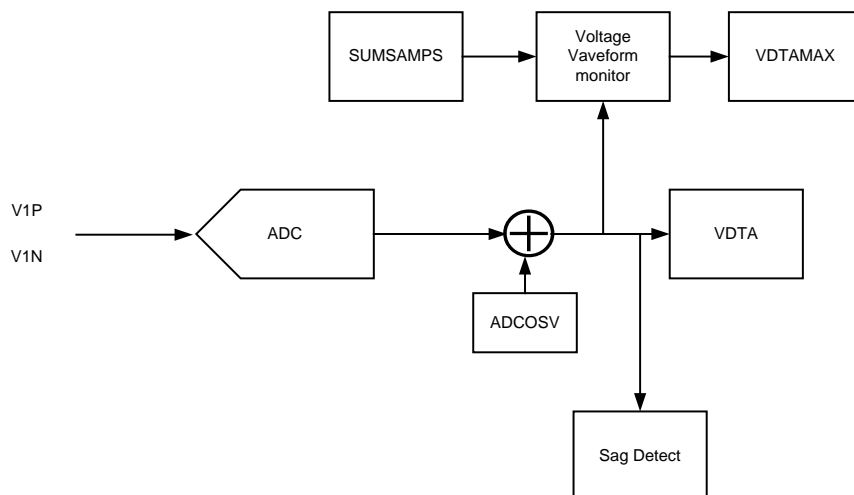 SUMSAMPS
Voltage
Vaveform
monitor
VDTAMAX
V1P
V1N
ADC
VDTA
ADCOSV
Sag Detect